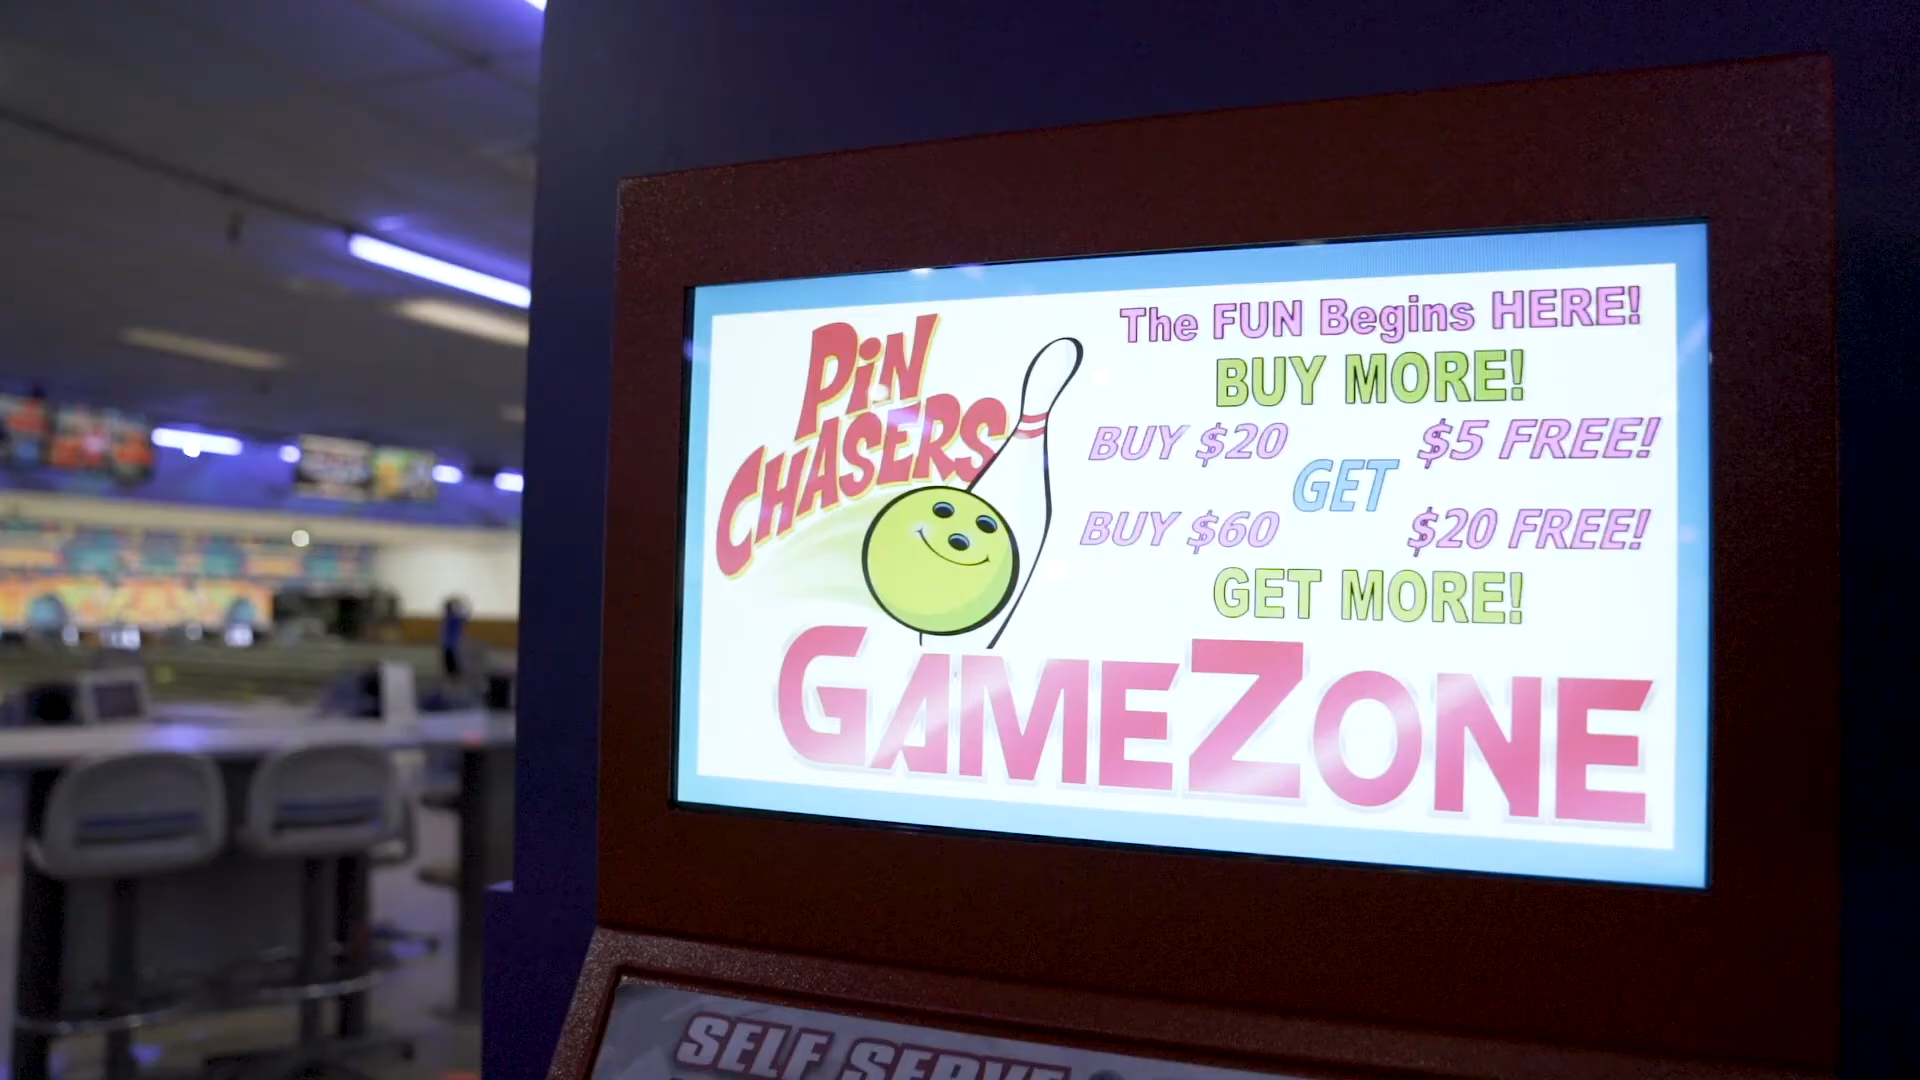 PiN
CHASERS
The FUN Begins HERE!
BUY MORE!
BUY $20 $5 FREE!
GET
BUY $60 $20 FREE!
GET MORE!
GAMEZONE
SELF SERVE